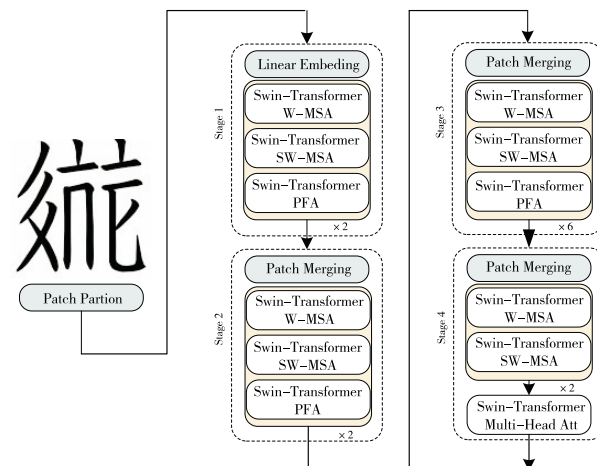 Patch Partion
Stage 1
Linear Embeding
Swin-Transformer
W-MSA
Swin-Transformer
SW-MSA
Swin-Transformer
PFA
×2
Stage 2
Patch Merging
Swin-Transformer
W-MSA
Swin-Transformer
SW-MSA
Swin-Transformer
PFA
×2
Stage 3
Patch Merging
Swin-Transformer
W-MSA
Swin-Transformer
SW-MSA
Swin-Transformer
PFA
×6
Stage 4
Patch Merging
Swin-Transformer
W-MSA
Swin-Transformer
SW-MSA
×2
Swin-Transformer
Multi-Head Att